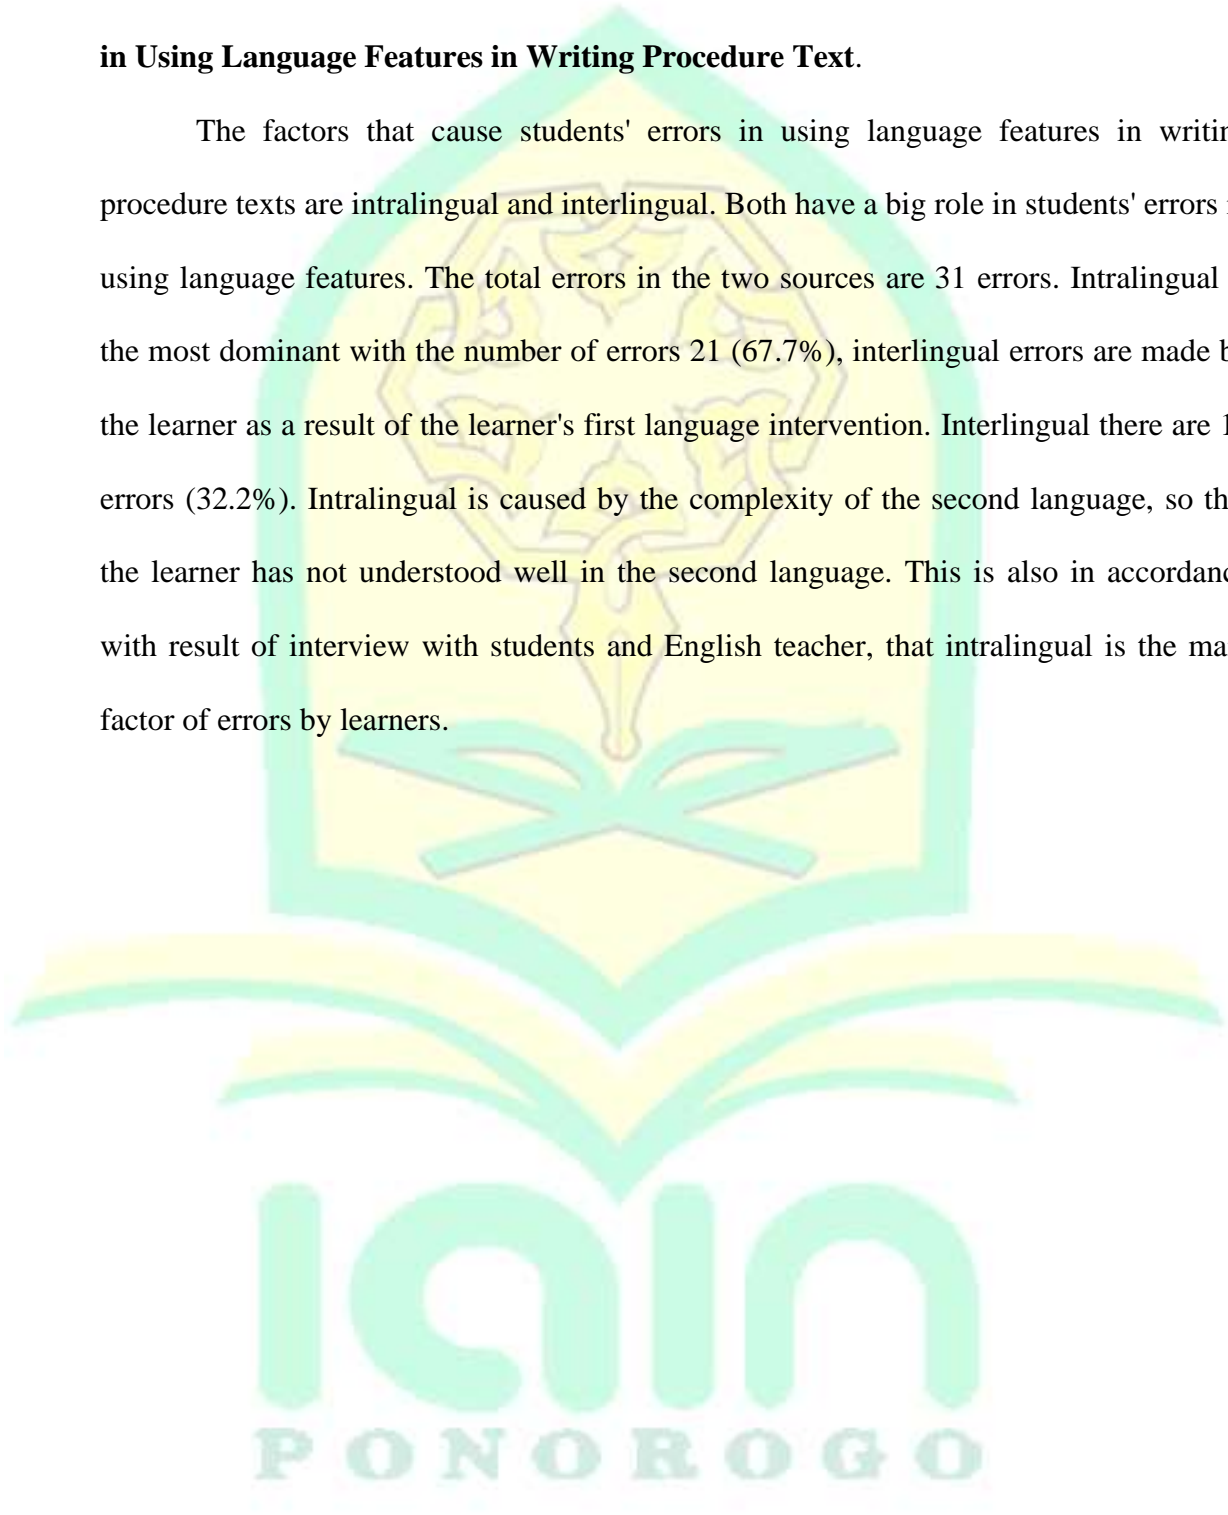 in Using Language Features in Writing Procedure Text.
The factors that cause students' errors in using language features in writin
procedure texts are intralingual and interlingual. Both have a big role in students' errors
using language features. The total errors in the two sources are 31 errors. Intralingual
the most dominant with the number of errors 21 (67.7%), interlingual errors are made b
the learner as a result of the learner's first language intervention. Interlingual there are 1
errors (32.2%). Intralingual is caused by the complexity of the second language, so th
the learner has not understood well in the second language. This is also in accordanc
with result of interview with students and English teacher, that intralingual is the ma
factor of errors by learners.
iain
PONOROGO